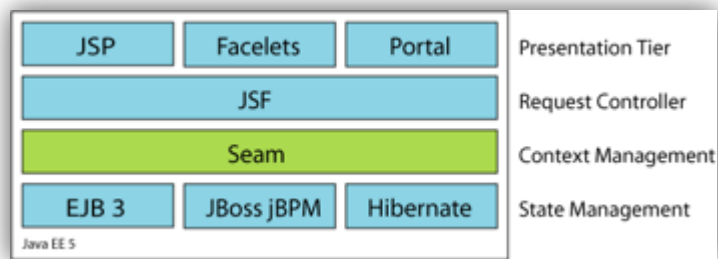 JSP Facelets Portal Presentation Tier
JSF Request Controller
Seam Context Management
EJB 3 JBoss jBPM Hibernate State Management
Java EE 5